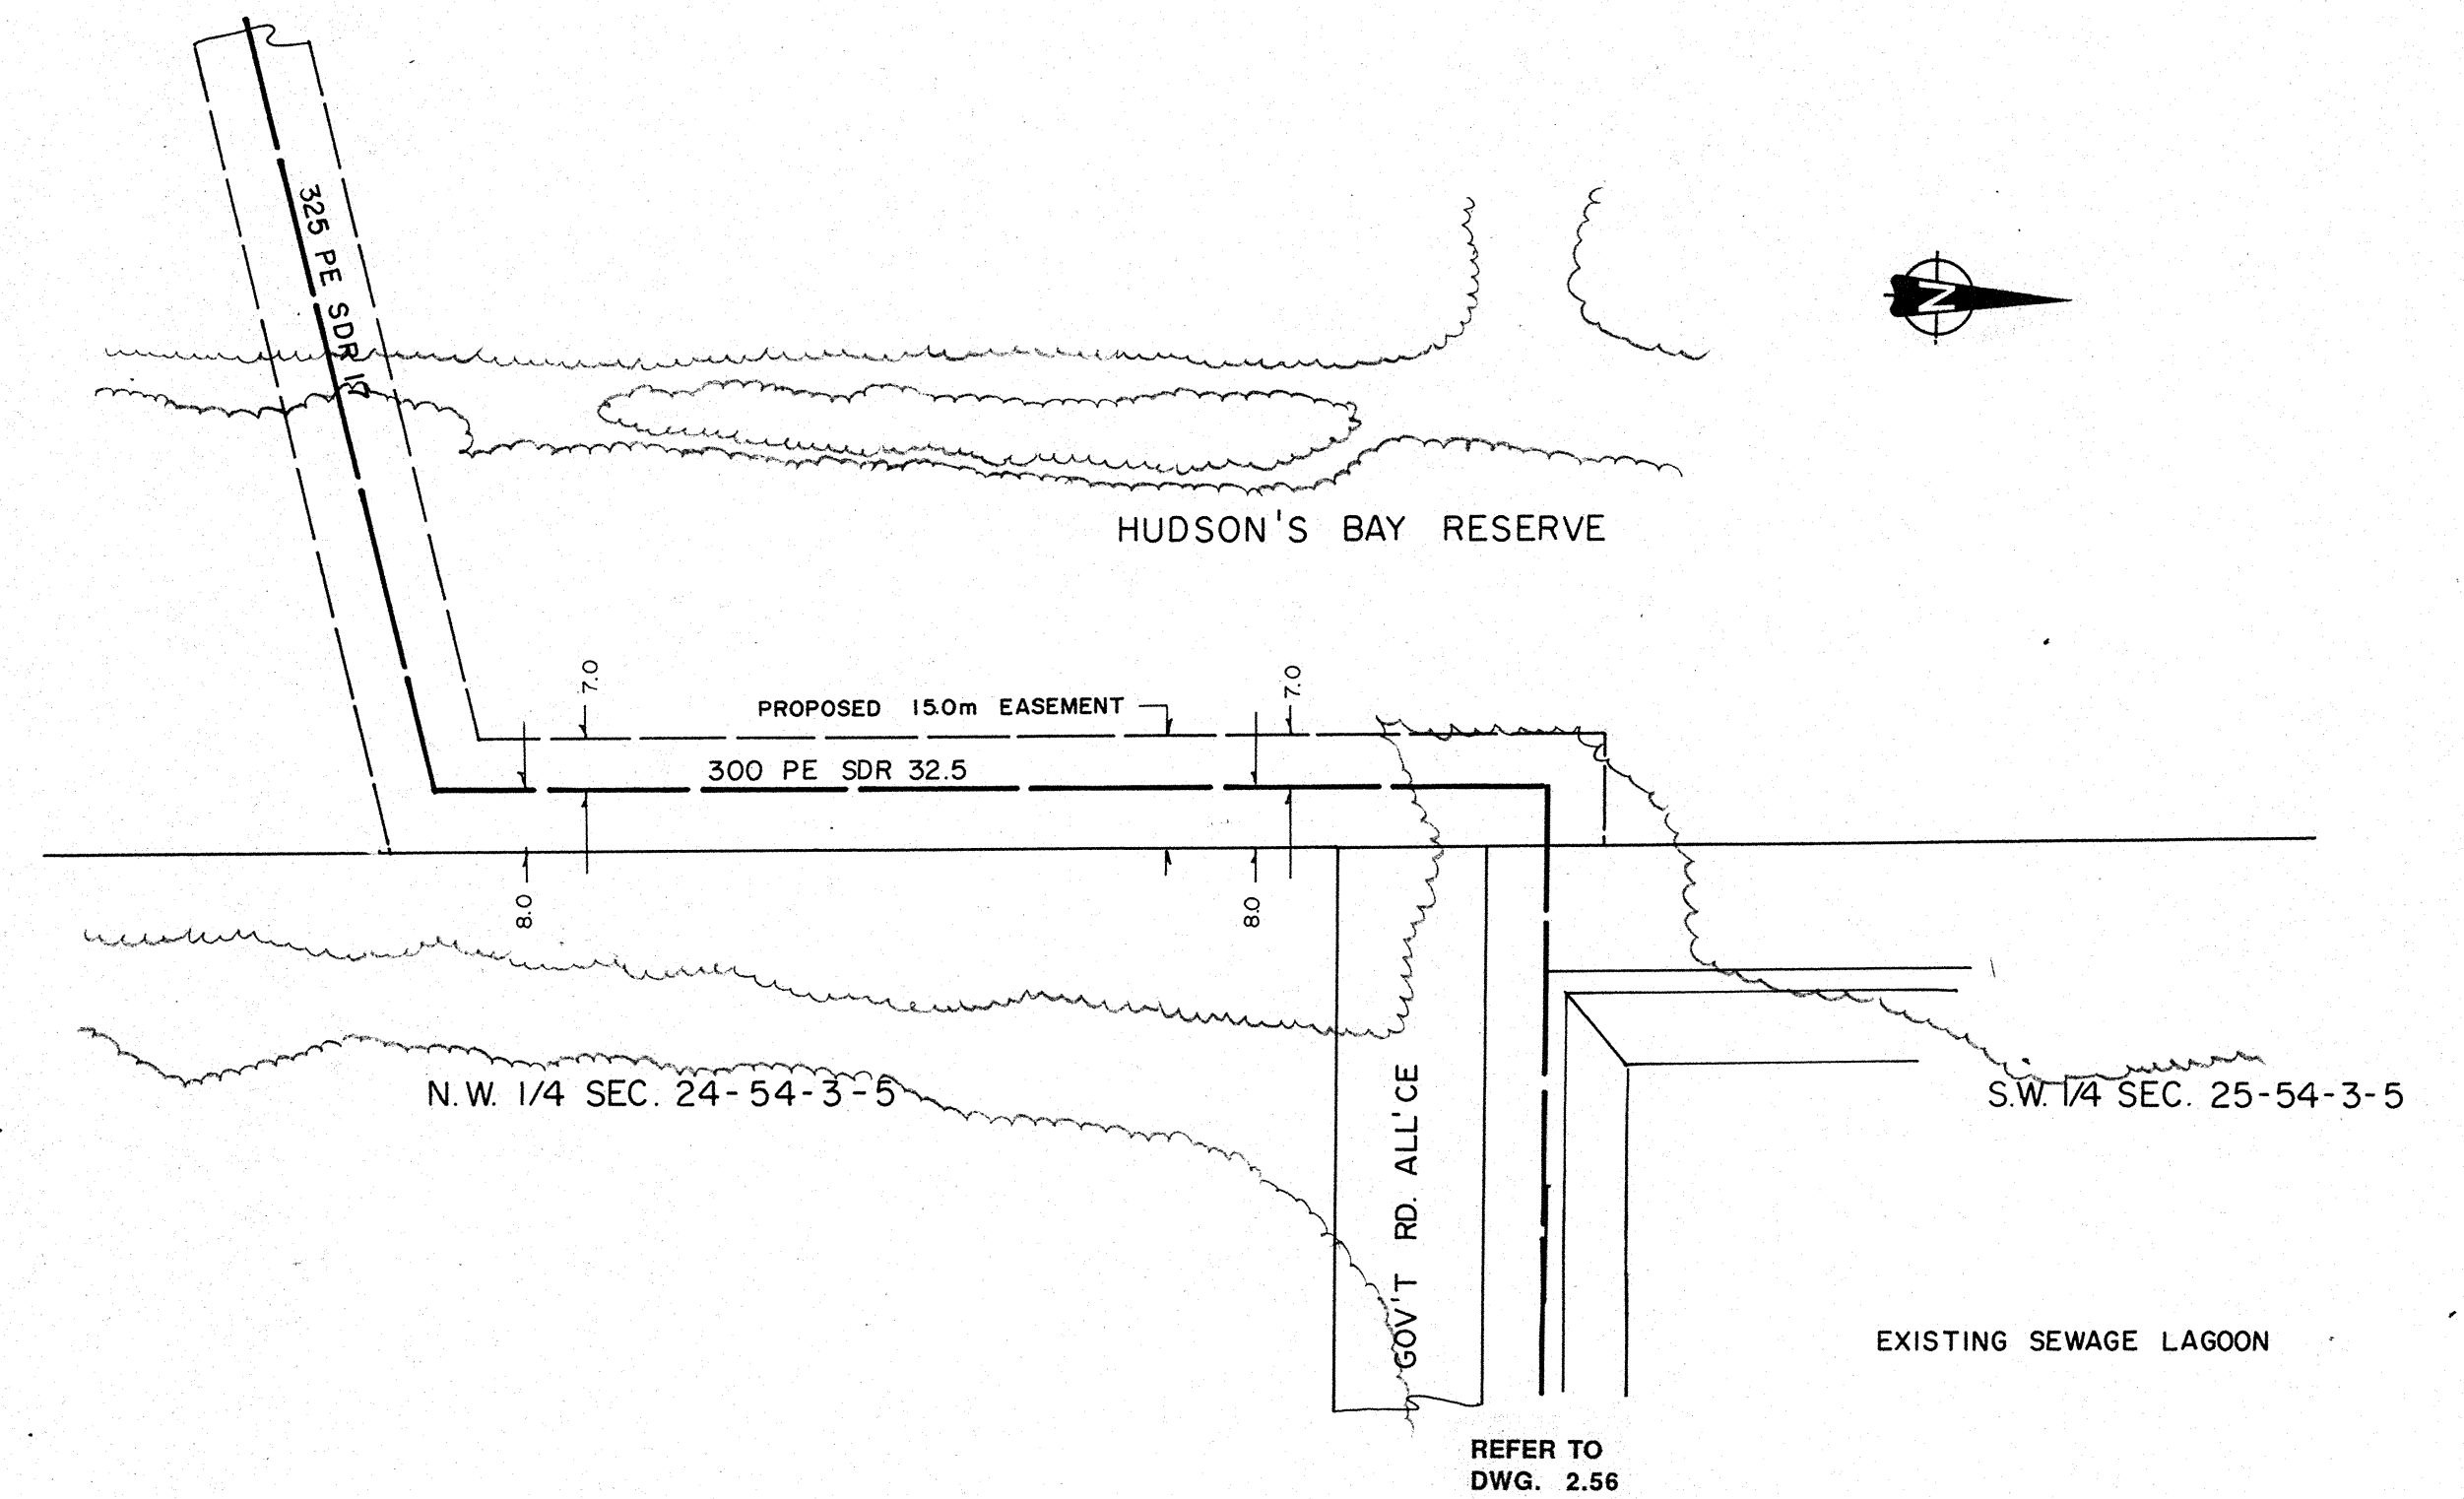 325 PE SDR 17
N
HUDSON'S BAY RESERVE
7.0
7.0
PROPOSED 15.0m EASEMENT
300 PE SDR 32.5
8.0
8.0
N.W. 1/4 SEC. 24-54-3-5
S.W. 1/4 SEC. 25-54-3-5
GOV'T RD. ALL'CE
EXISTING SEWAGE LAGOON
REFER TO
DWG. 2.56